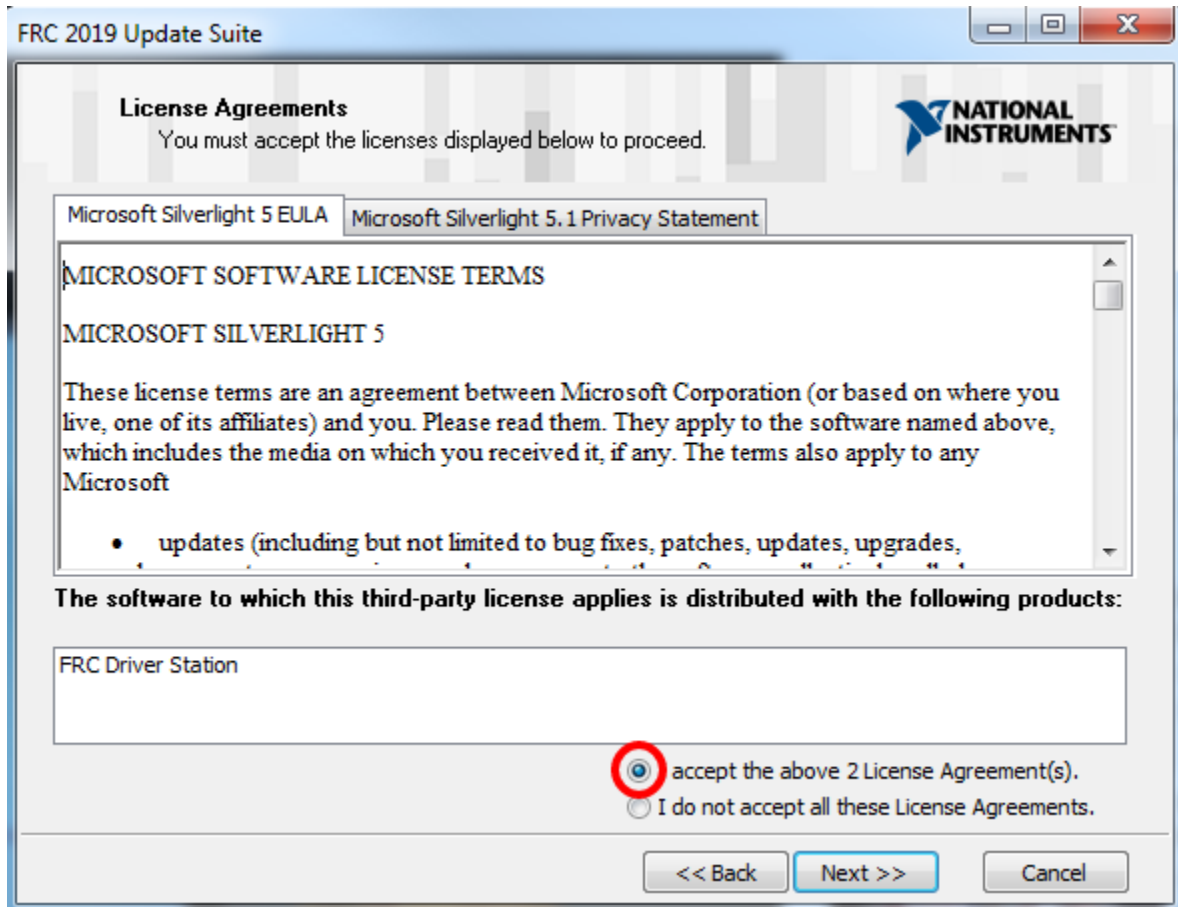 FRC 2019 Update Suite
License Agreements
You must accept the licenses displayed below to proceed.
NATIONAL
INSTRUMENTS
Microsoft Silverlight 5 EULA
Microsoft Silverlight 5.1 Privacy Statement
MICROSOFT SOFTWARE LICENSE TERMS
MICROSOFT SILVERLIGHT 5
These license terms are an agreement between Microsoft Corporation (or based on where you
live, one of its affiliates) and you. Please read them. They apply to the software named above,
which includes the media on which you received it, if any. The terms also apply to any
Microsoft
• updates (including but not limited to bug fixes, patches, updates, upgrades,
The software to which this third-party license applies is distributed with the following products:
FRC Driver Station
accept the above 2 License Agreement(s).
I do not accept all these License Agreements.
<< Back
Next >>
Cancel